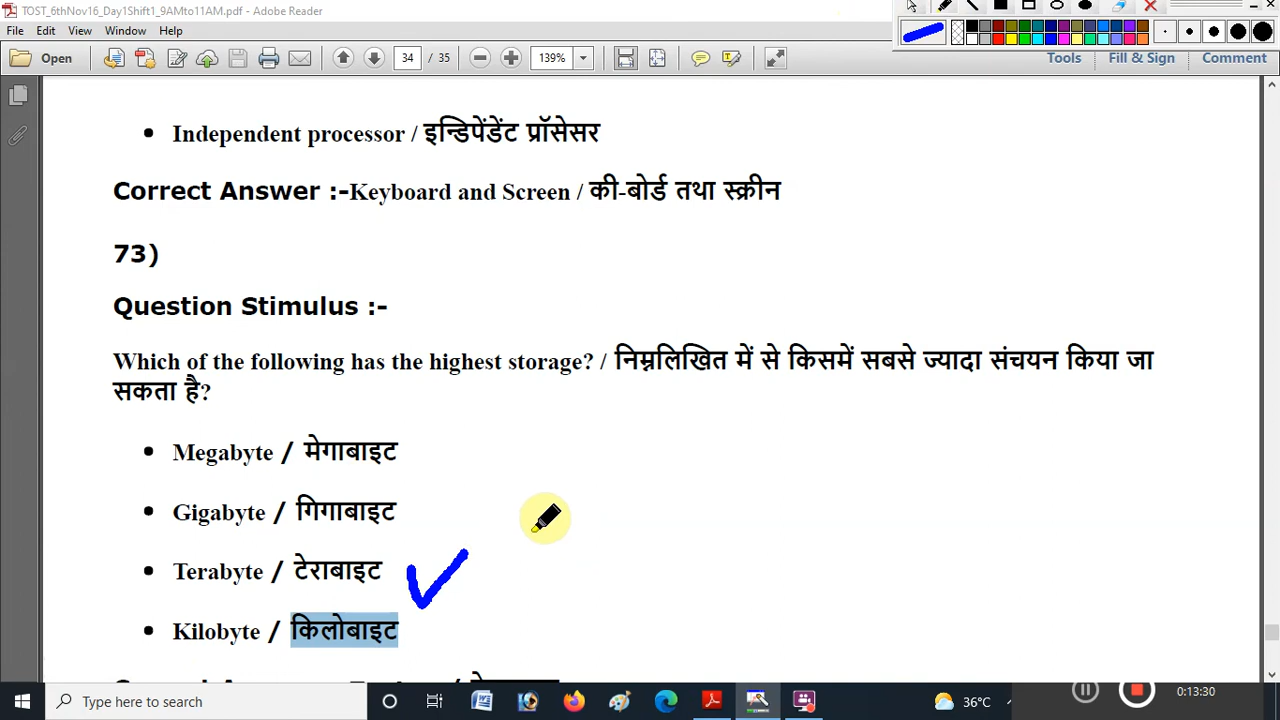 TOST_6thNov16_Day1Shift1_9AMto11AM.pdf - Adobe Reader
File Edit View Window Help
Open 34 / 35 139% Tools Fill & Sign Comment
• Independent processor / इन्डिपेंडेंट प्रॉसेसर
Correct Answer :-Keyboard and Screen / की-बोर्ड तथा स्क्रीन
73)
Question Stimulus :-
Which of the following has the highest storage? / निम्नलिखित में से किसमें सबसे ज्यादा संचयन किया जा
सकता है?
• Megabyte / मेगाबाइट
• Gigabyte / गिगाबाइट
• Terabyte / टेराबाइट
• Kilobyte / किलोबाइट
Type here to search 36°C 0:13:30